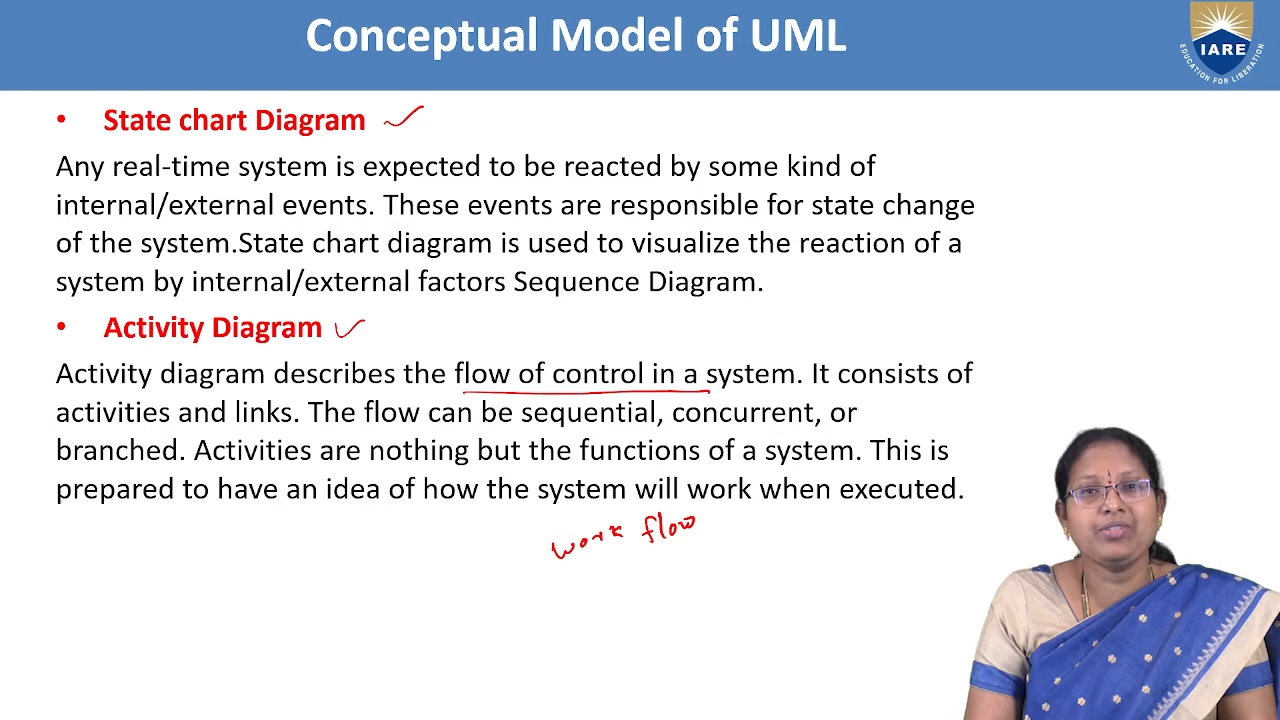 Conceptual Model of UML
IARE
EDUCATION FOR LIBERATION
• State chart Diagram
Any real-time system is expected to be reacted by some kind of
internal/external events. These events are responsible for state change
of the system.State chart diagram is used to visualize the reaction of a
system by internal/external factors Sequence Diagram.
• Activity Diagram
Activity diagram describes the flow of control in a system. It consists of
activities and links. The flow can be sequential, concurrent, or
branched. Activities are nothing but the functions of a system. This is
prepared to have an idea of how the system will work when executed.
work flow